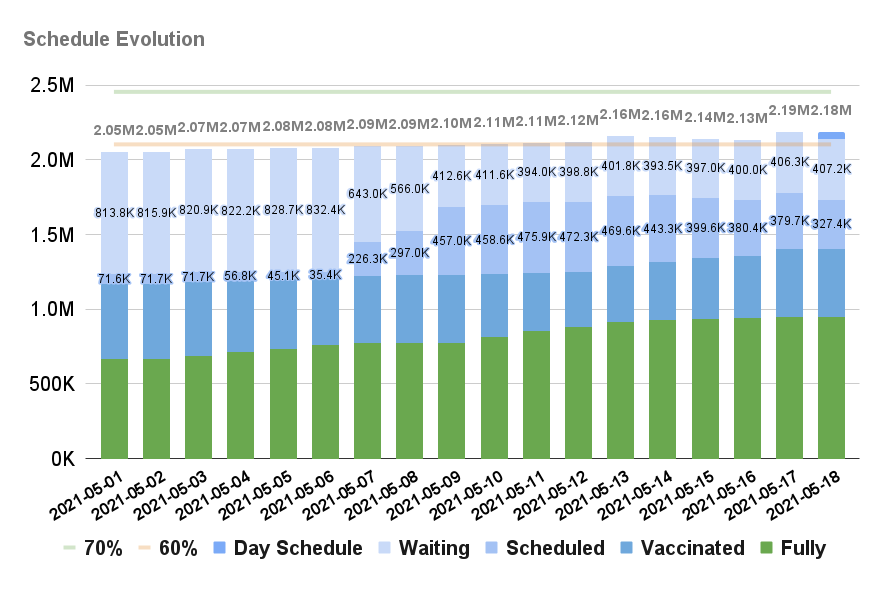 Schedule Evolution
2.5M
2.05M 2.05M 2.07M 2.07M 2.08M 2.08M 2.09M 2.09M 2.10M 2.11M 2.11M 2.12M 2.16M 2.16M 2.14M 2.13M 2.19M 2.18M
2.0M
813.8K 815.9K 820.9K 822.2K 828.7K 832.4K 643.0K 566.0K 412.6K 411.6K 394.0K 398.8K 401.8K 393.5K 397.0K 400.0K 406.3K 407.2K
1.5M
71.6K 71.7K 71.7K 56.8K 45.1K 35.4K 226.3K 297.0K 457.0K 458.6K 475.9K 472.3K 469.6K 443.3K 399.6K 380.4K 379.7K 327.4K
1.0M
500K
0K
2021-05-01 2021-05-02 2021-05-03 2021-05-04 2021-05-05 2021-05-06 2021-05-07 2021-05-08 2021-05-09 2021-05-10 2021-05-11 2021-05-12 2021-05-13 2021-05-14 2021-05-15 2021-05-16 2021-05-17 2021-05-18
70% 60% Day Schedule Waiting Scheduled Vaccinated Fully